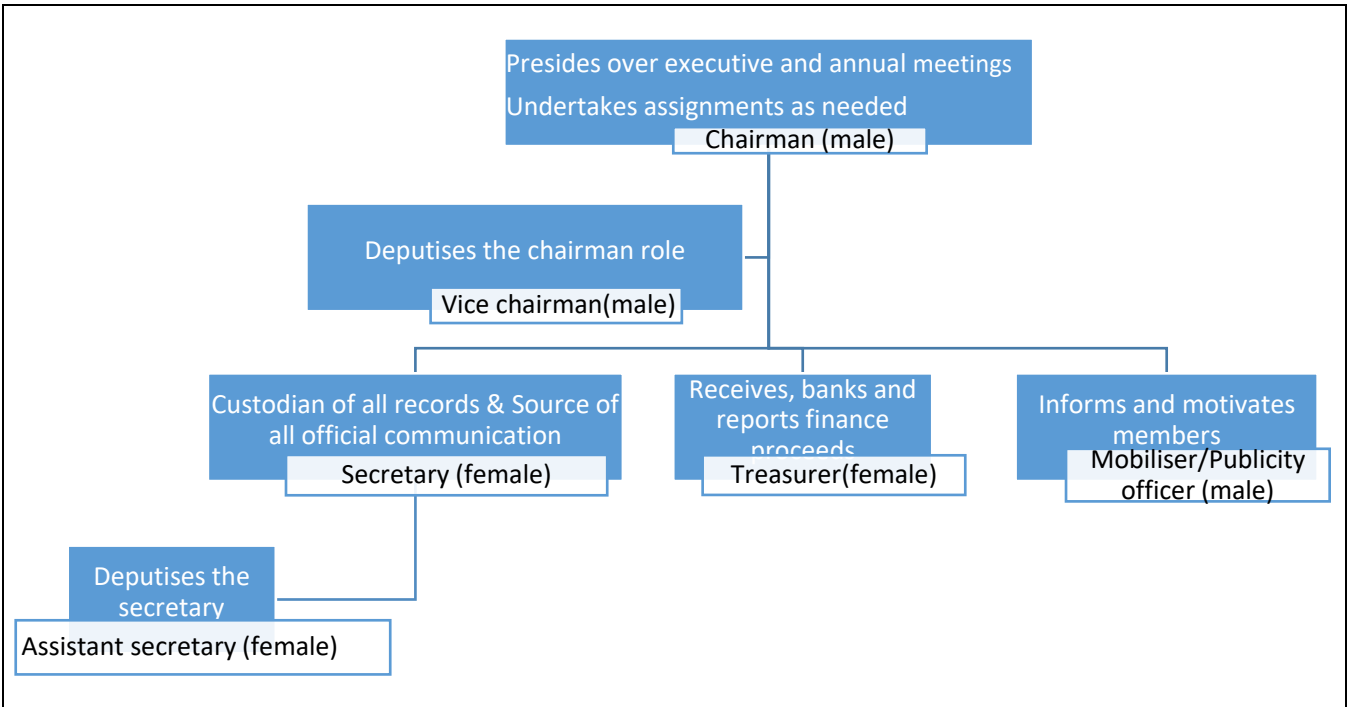 Presides over executive and annual meetings
Undertakes assignments as needed
Chairman (male)
Deputises the chairman role
Vice chairman(male)
Custodian of all records & Source of
all official communication
Secretary (female)
Receives, banks and
reports finance
proceeds
Treasurer(female)
Informs and motivates
members
Mobiliser/Publicity
officer (male)
Deputises the
secretary
Assistant secretary (female)